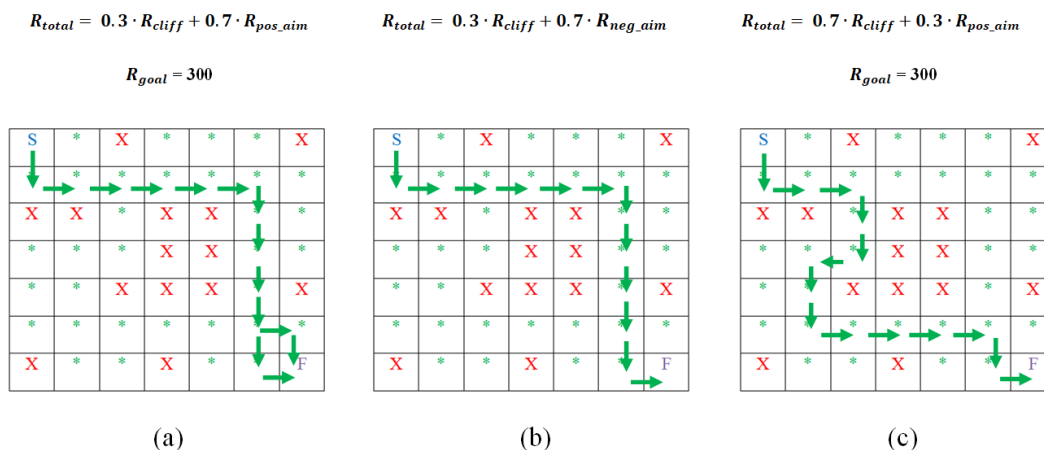 R_total = 0.3 · R_cliff + 0.7 · R_pos_aim
R_goal = 300
S * X * * * X
* * * * * * *
X X * X X * *
* * * X X * *
* * X X X * X
* * * * * * *
X * * X * * F
(a)
R_total = 0.3 · R_cliff + 0.7 · R_neg_aim
S * X * * * X
* * * * * * *
X X * X X * *
* * * X X * *
* * X X X * X
* * * * * * *
X * * X * * F
(b)
R_total = 0.7 · R_cliff + 0.3 · R_pos_aim
R_goal = 300
S * X * * * X
* * * * * * *
X X * X X * *
* * * X X * *
* * X X X * X
* * * * * * *
X * * X * * F
(c)